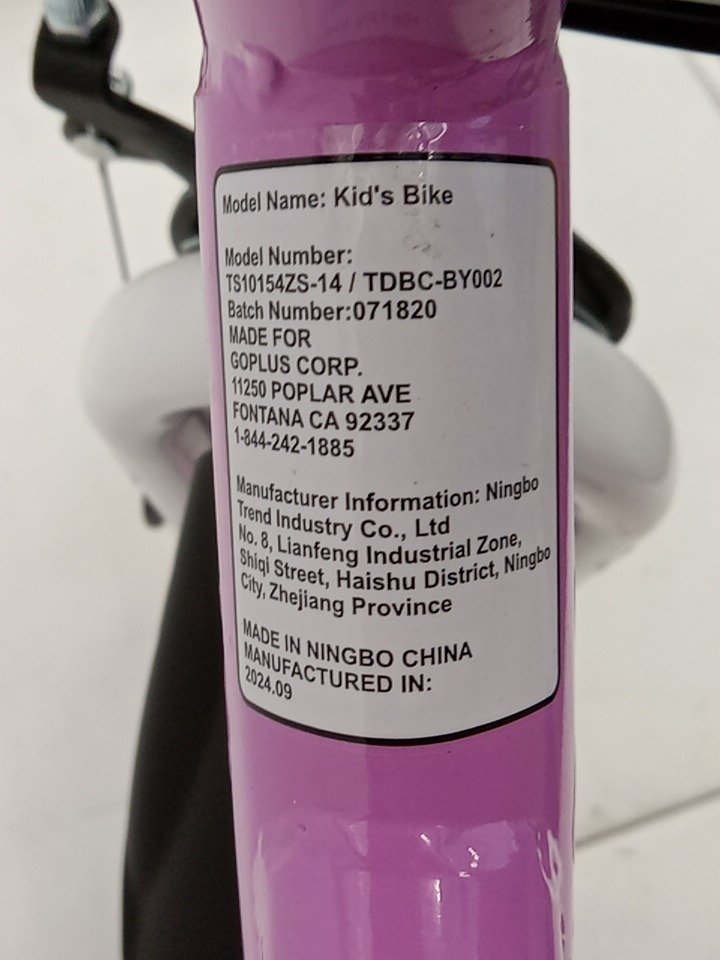 Model Name: Kid's Bike
Model Number:
TS10154ZS-14 / TDBC-BY002
Batch Number:071820
MADE FOR
GOPLUS CORP.
11250 POPLAR AVE
FONTANA CA 92337
1-844-242-1885
Manufacturer Information: Ningbo
Trend Industry Co., Ltd
No. 8, Lianfeng Industrial Zone,
Shiqi Street, Haishu District, Ningbo
City, Zhejiang Province
MADE IN NINGBO CHINA
MANUFACTURED IN:
2024.09